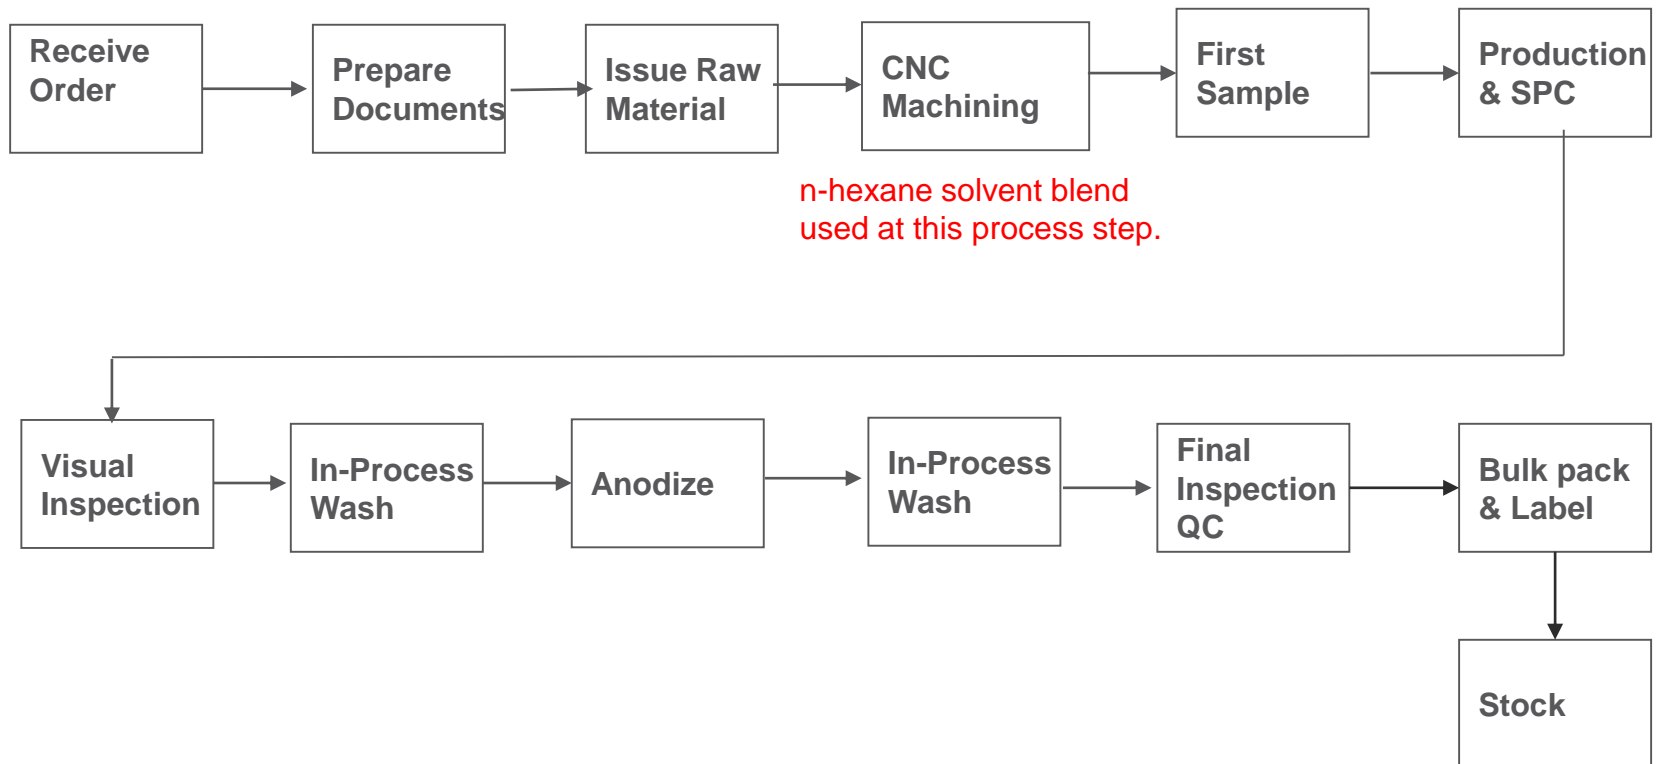 Receive
Order
Prepare
Documents
Issue Raw
Material
CNC
Machining
First
Sample
Production
& SPC
n-hexane solvent blend
used at this process step.
Visual
Inspection
In-Process
Wash
Anodize
In-Process
Wash
Final
Inspection
QC
Bulk pack
& Label
Stock